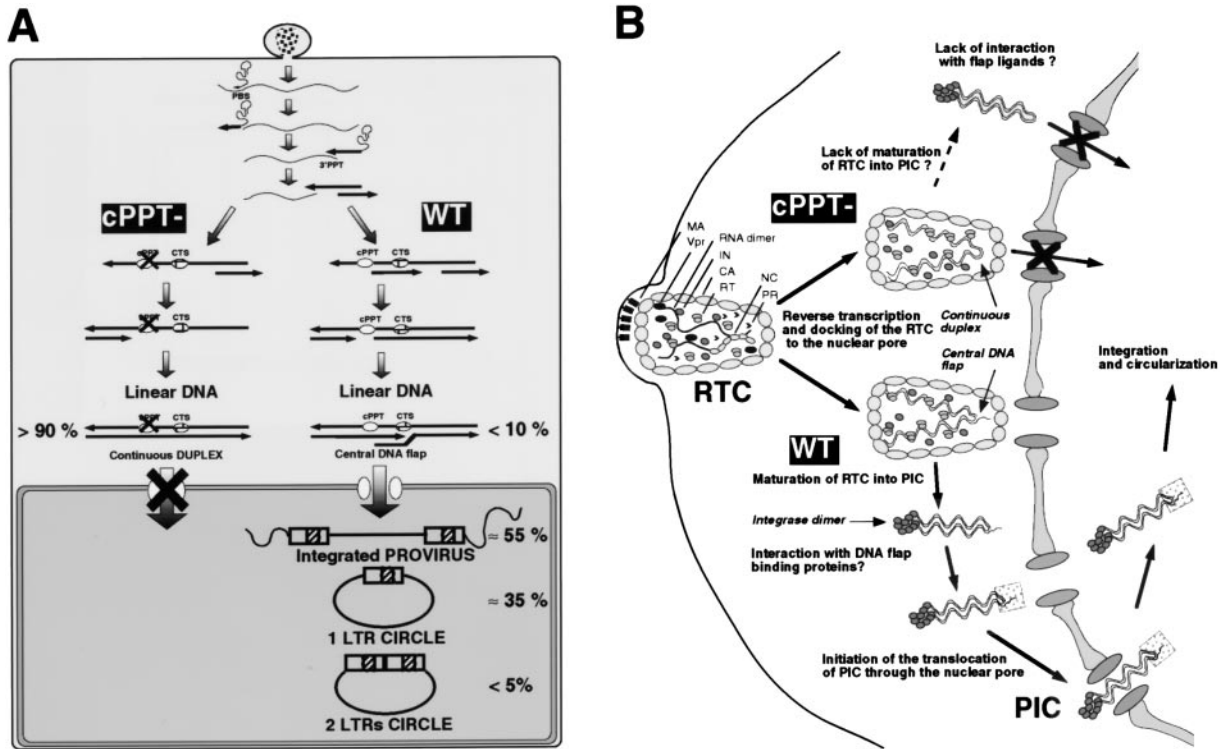 A
PBS
3'PPT
cPPT-
WT
cPPT CTS
cPPT CTS
cPPT CTS
cPPT CTS
Linear DNA
Linear DNA
> 90 %
cPPT CTS
cPPT CTS
< 10 %
Continuous DUPLEX
Central DNA flap
Integrated PROVIRUS
≈ 55 %
≈ 35 %
1 LTR CIRCLE
< 5%
2 LTRs CIRCLE
B
Lack of interaction
with flap ligands ?
Lack of maturation
of RTC into PIC ?
cPPT-
MA
Vpr
RNA dimer
IN
CA
RT
NC
PR
Reverse transcription
and docking of the RTC
to the nuclear pore
Continuous
duplex
Central DNA
flap
RTC
WT
Maturation of RTC into PIC
Integrase dimer
Interaction with DNA flap
binding proteins?
Integration
and circularization
Initiation of the translocation
of PIC through the nuclear pore
PIC